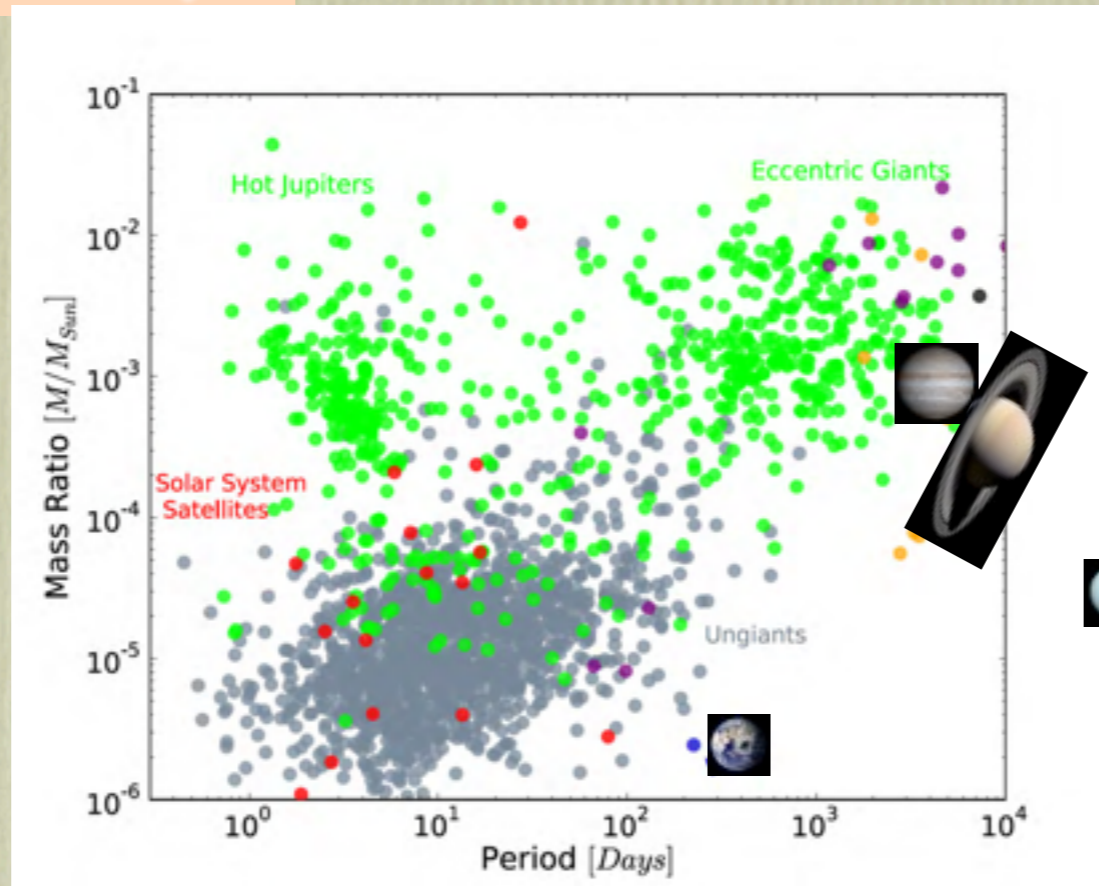 10^-1
10^-2
10^-3
10^-4
10^-5
10^-6
Mass Ratio [M/M_Sun]
Hot Jupiters
Eccentric Giants
Solar System
Satellites
Ungiants
10^0 10^1 10^2 10^3 10^4
Period [Days]